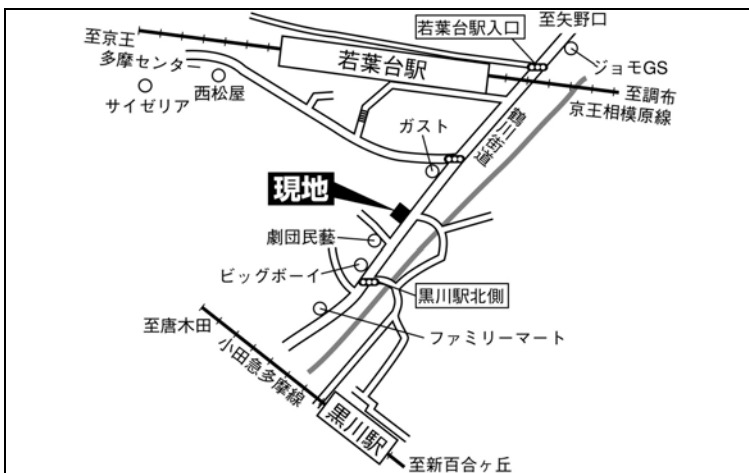 若葉台駅入口
至矢野口
至京王
多摩センター
若葉台駅
ジョモGS
サイゼリア
西松屋
至調布
京王相模原線
鶴川街道
ガスト
現地
劇団民藝
ビッグボーイ
黒川駅北側
至唐木田
ファミリーマート
小田急多摩線
黒川駅
至新百合ヶ丘